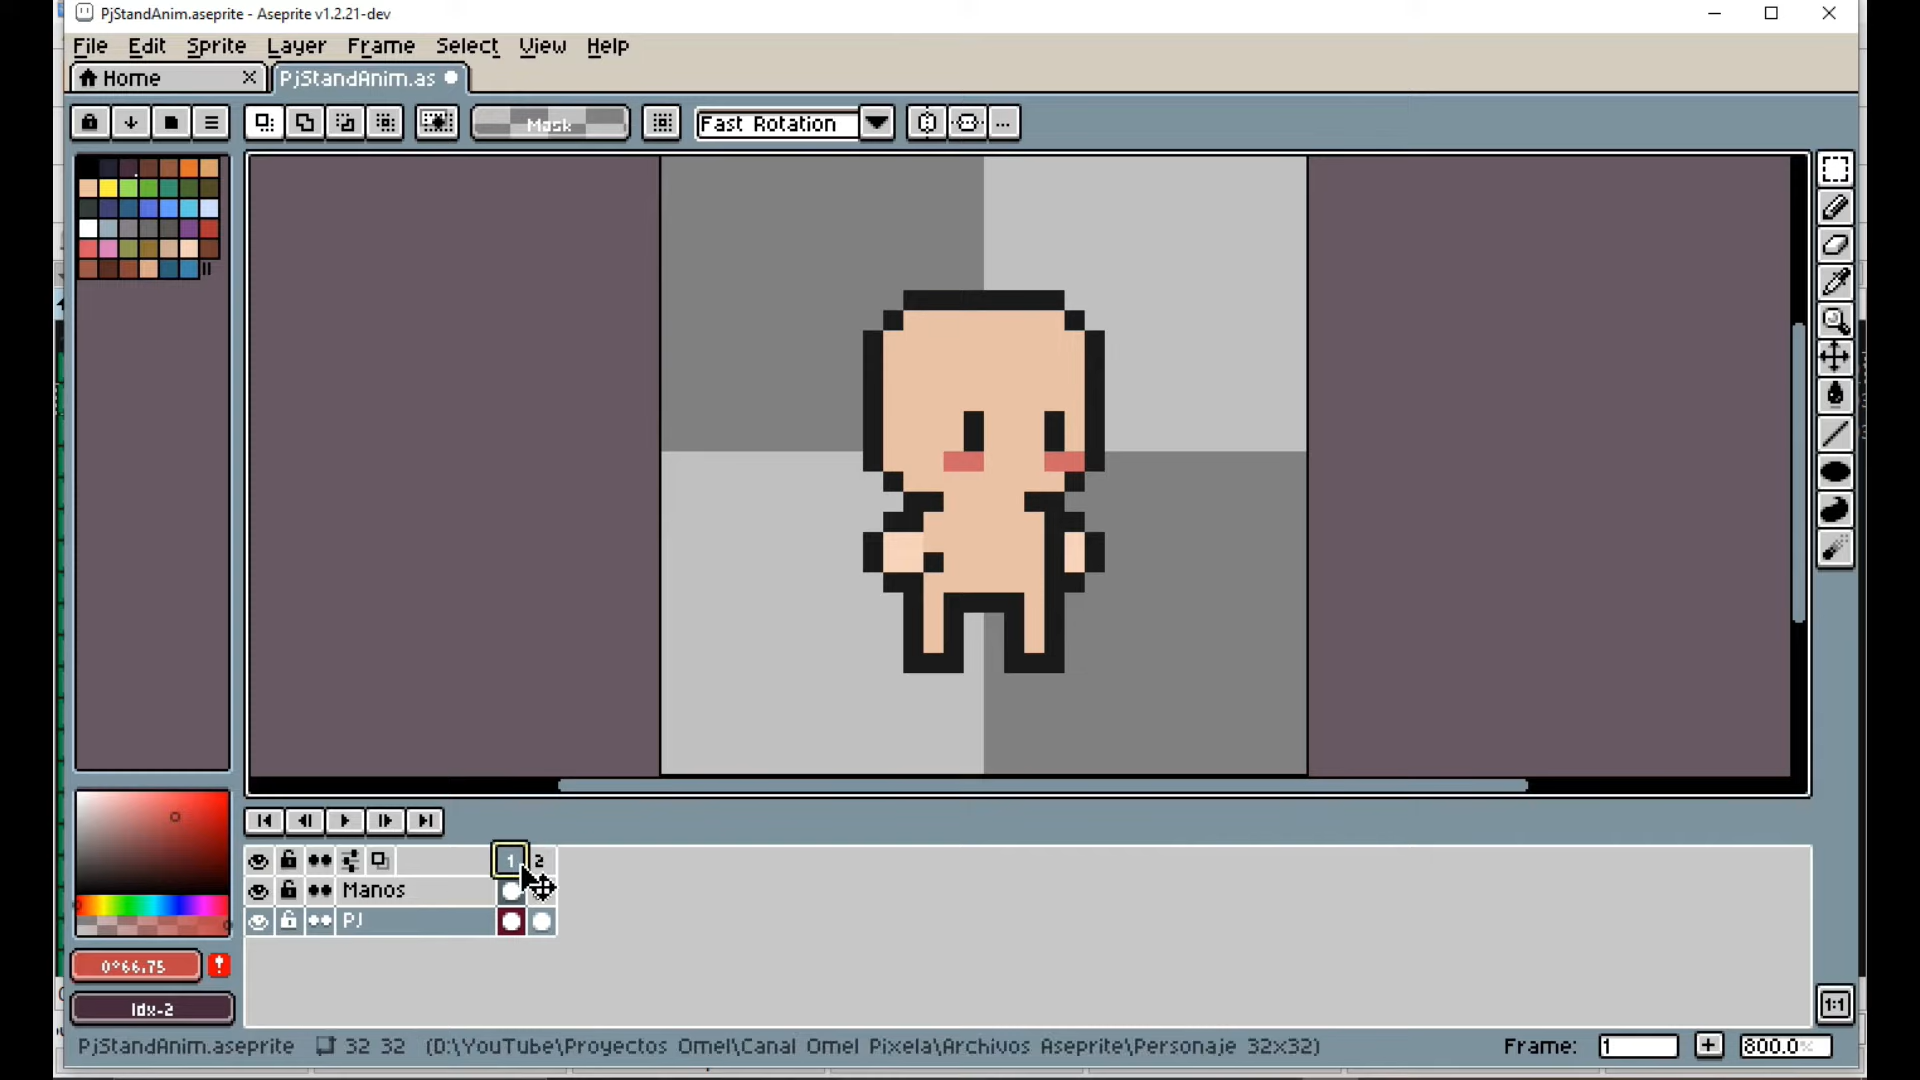 PjStandAnim.aseprite - Aseprite v1.2.21-dev
File Edit Sprite Layer Frame Select View Help
Home PjStandAnim.as
Mask Fast Rotation ...
1 2
Manos
PJ
0°66.75 !
Idx-2
1:1
PjStandAnim.aseprite 32 32 (D:\YouTube\Proyectos Omel\Canal Omel Pixela\Archivos Aseprite\Personaje 32x32) Frame: 1 + 800.0